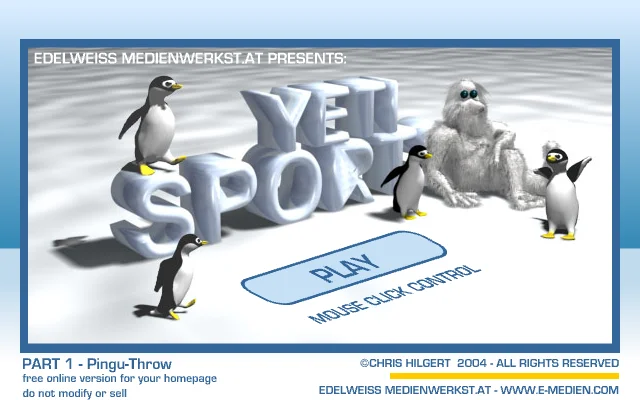 EDELWEISS MEDIENWERKST.AT PRESENTS:
YETI
SPORTS
PLAY
MOUSE CLICK CONTROL
PART 1 - Pingu-Throw
free online version for your homepage
do not modify or sell
©CHRIS HILGERT 2004 - ALL RIGHTS RESERVED
EDELWEISS MEDIENWERKST.AT - WWW.E-MEDIEN.COM